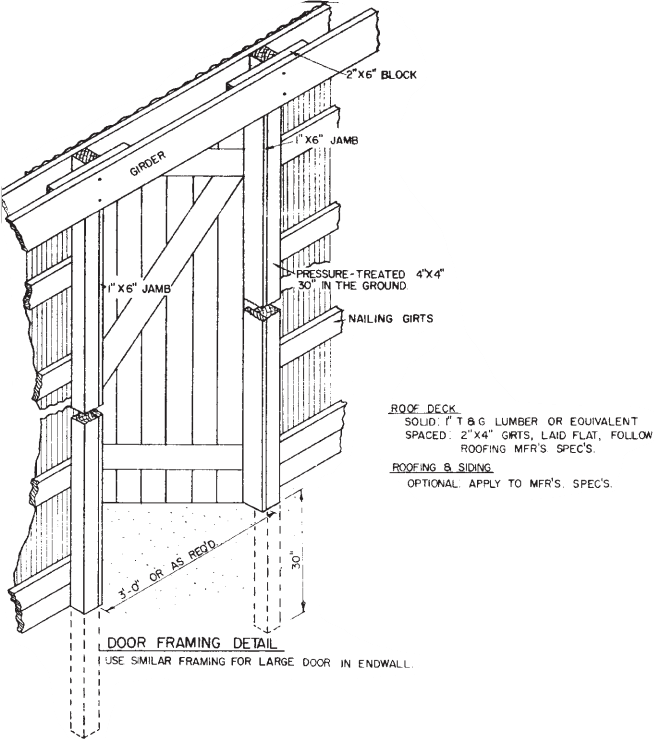 2"X6" BLOCK
1"X6" JAMB
GIRDER
PRESSURE-TREATED 4"X4"
30" IN THE GROUND.
1"X6" JAMB
NAILING GIRTS
ROOF DECK
SOLID: 1" T & G LUMBER OR EQUIVALENT
SPACED: 2"X4" GIRTS, LAID FLAT, FOLLOW
ROOFING MFR'S. SPEC'S.
ROOFING & SIDING
OPTIONAL: APPLY TO MFR'S. SPEC'S.
3'-0" OR AS REQ'D.
30"
DOOR FRAMING DETAIL
USE SIMILAR FRAMING FOR LARGE DOOR IN ENDWALL.